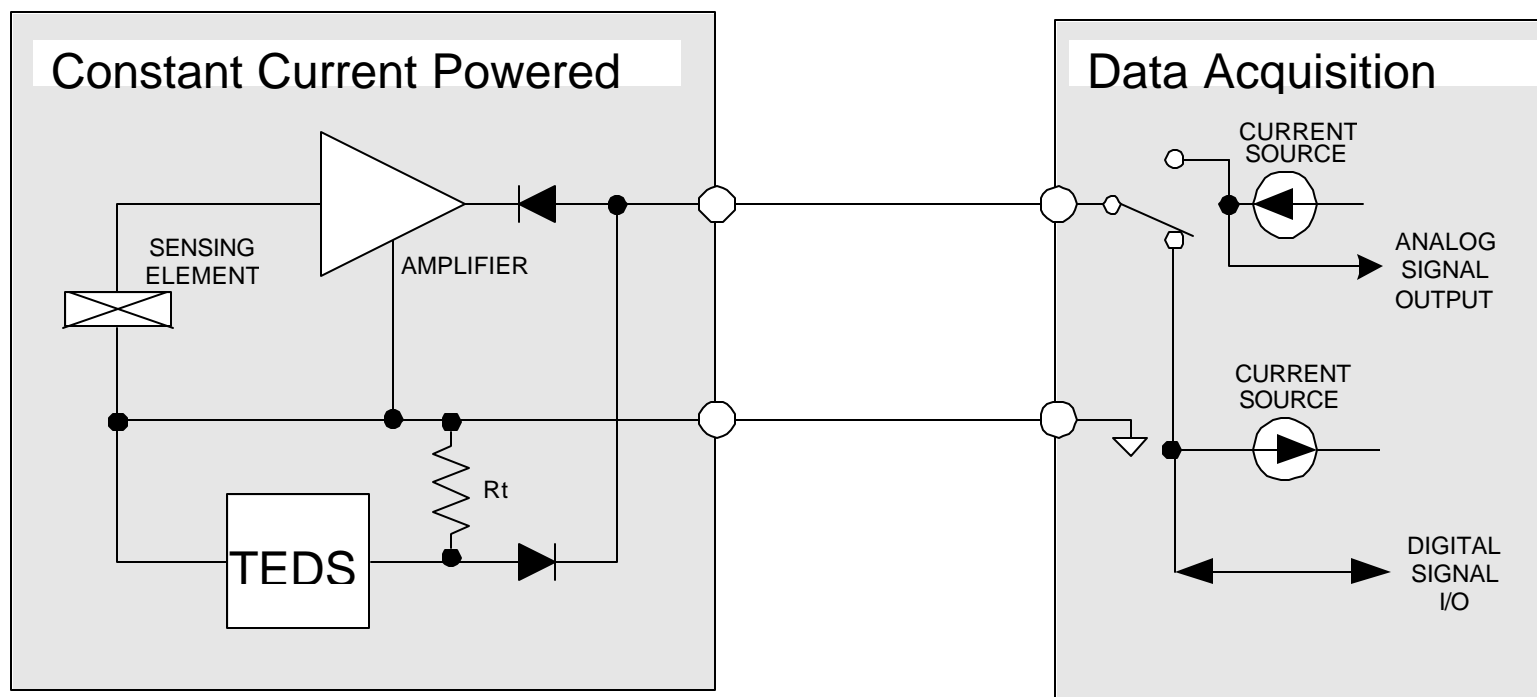 Constant Current Powered
Data Acquisition
CURRENT
SOURCE
SENSING
ELEMENT
AMPLIFIER
ANALOG
SIGNAL
OUTPUT
CURRENT
SOURCE
Rt
TEDS
DIGITAL
SIGNAL
I/O